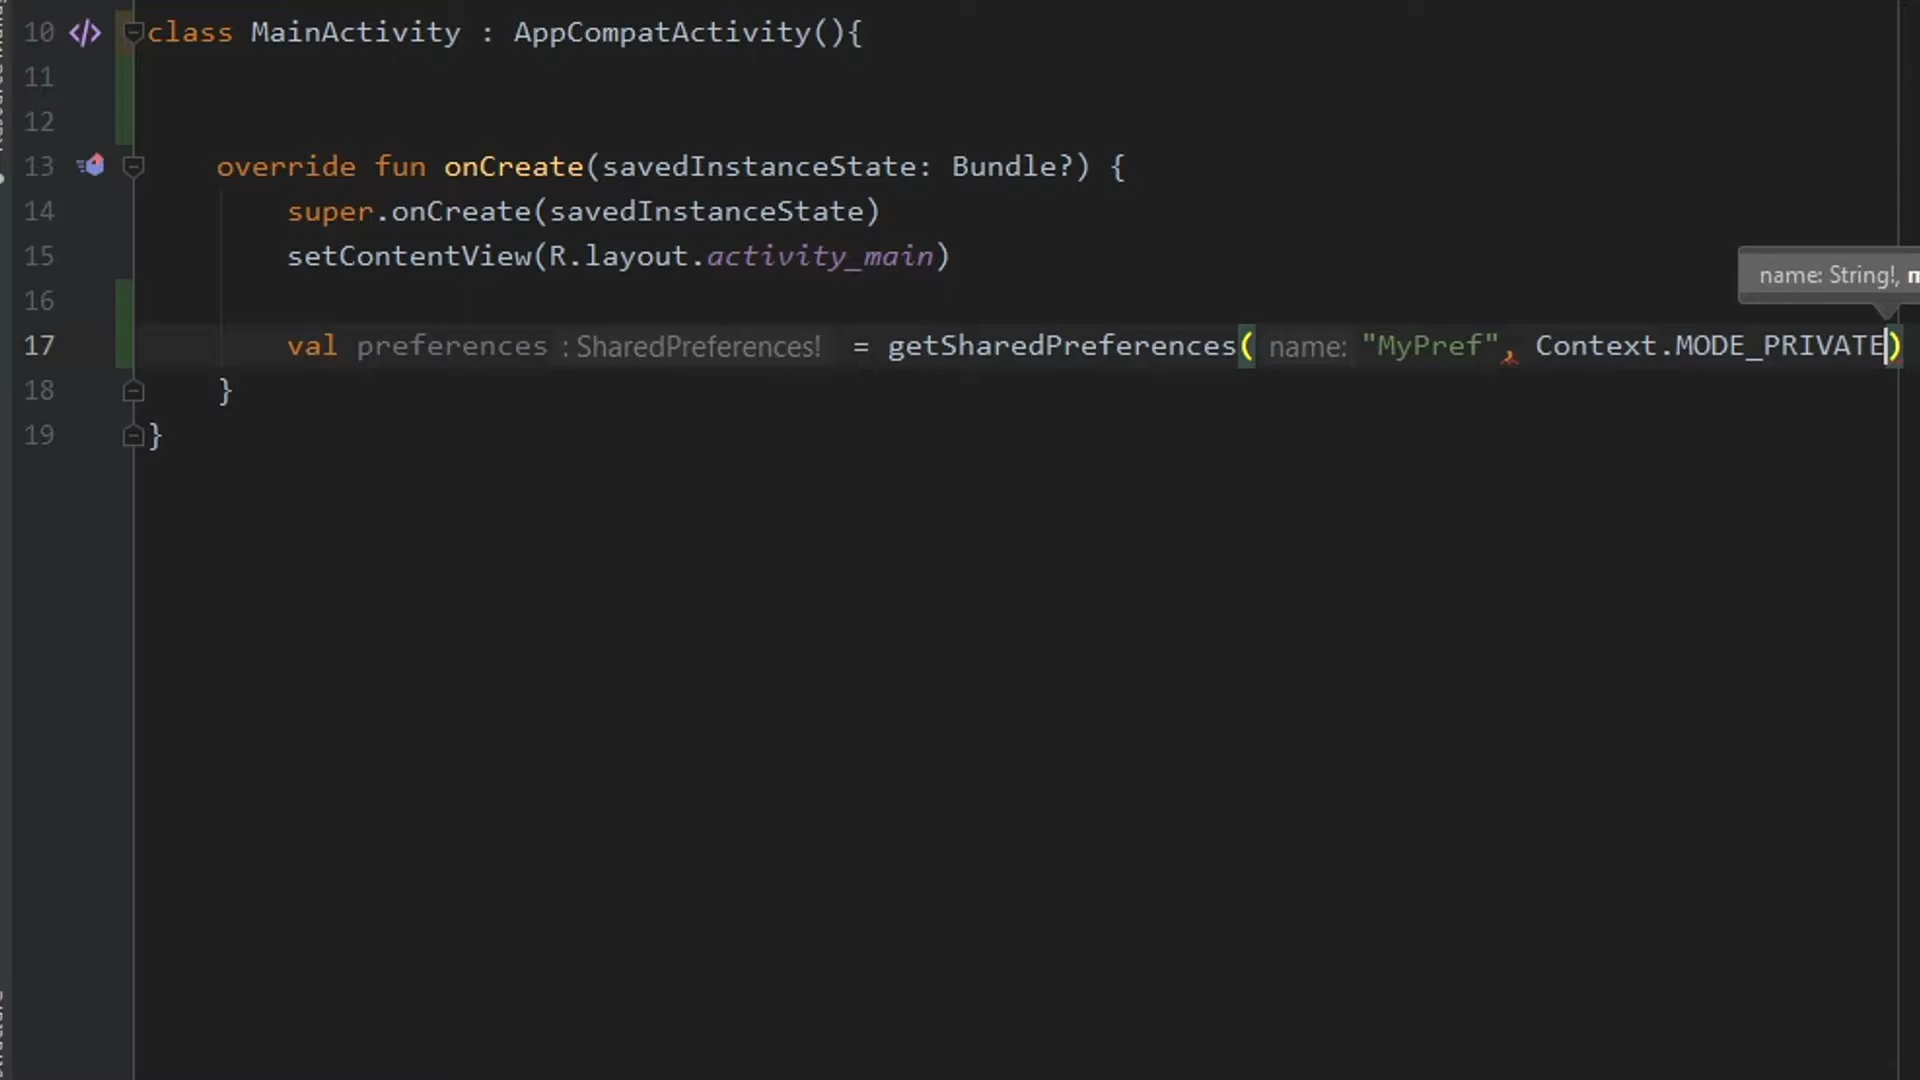 10 </> class MainActivity : AppCompatActivity(){
11
12
13 override fun onCreate(savedInstanceState: Bundle?) {
14 super.onCreate(savedInstanceState)
15 setContentView(R.layout.activity_main)
name: String!,
16
17 val preferences : SharedPreferences! = getSharedPreferences( name: "MyPref", Context.MODE_PRIVATE)
18 }
19 }